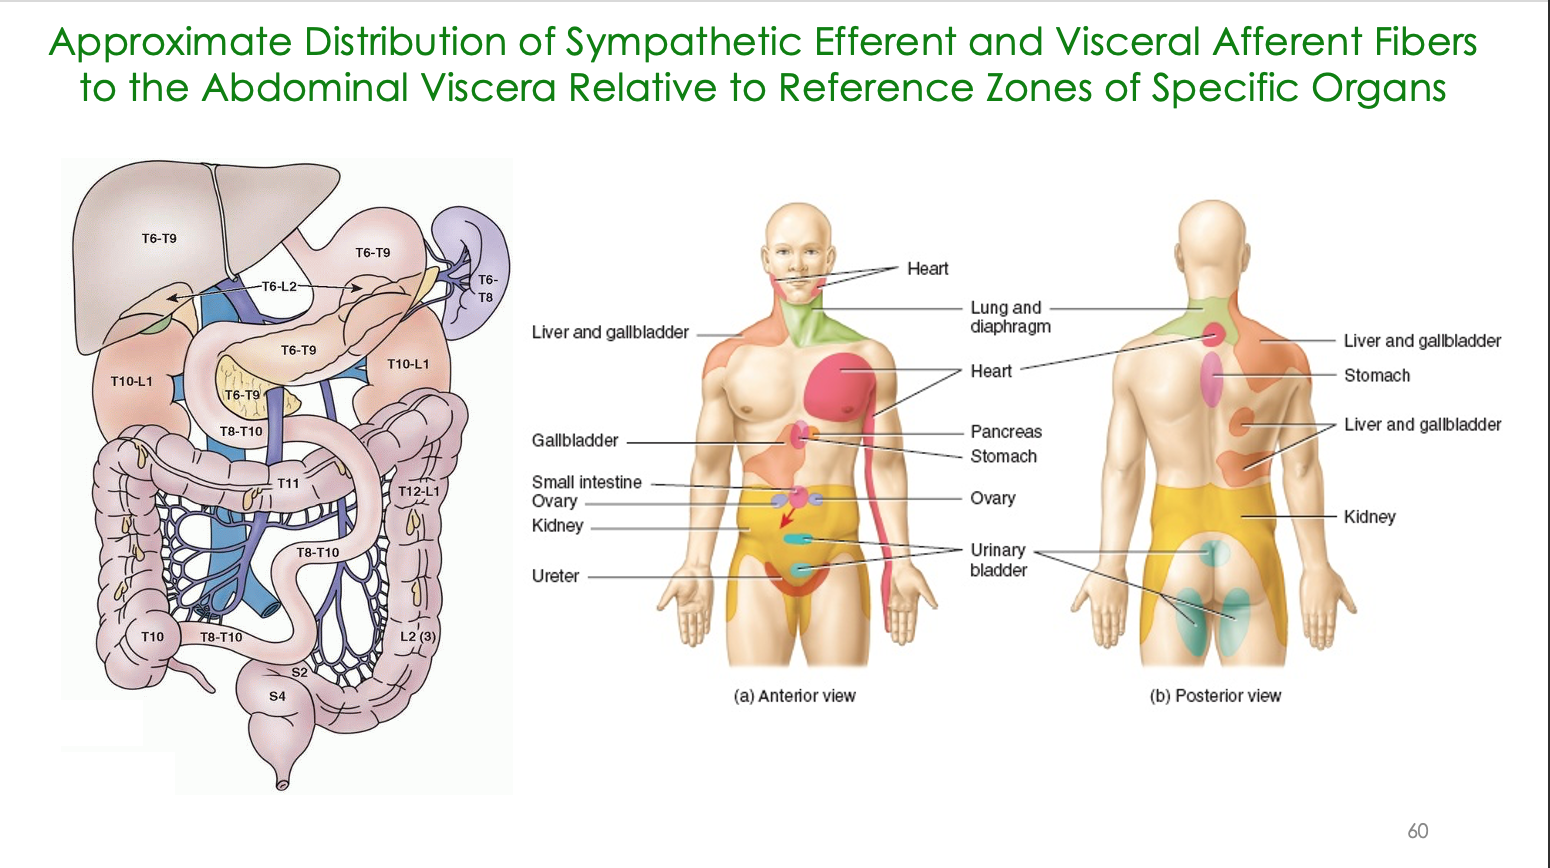 Approximate Distribution of Sympathetic Efferent and Visceral Afferent Fibers
to the Abdominal Viscera Relative to Reference Zones of Specific Organs
T6-T9
T6-T9
T6-L2
T6-
T8
T6-T9
T10-L1
T10-L1
T6-T9
T8-T10
T11
T12-L1
T8-T10
T10
T8-T10
L2 (3)
S2
S4
Heart
Lung and
diaphragm
Liver and gallbladder
Heart
Gallbladder
Pancreas
Stomach
Small intestine
Ovary
Ovary
Kidney
Urinary
bladder
Ureter
(a) Anterior view
Liver and gallbladder
Stomach
Liver and gallbladder
Kidney
(b) Posterior view
60